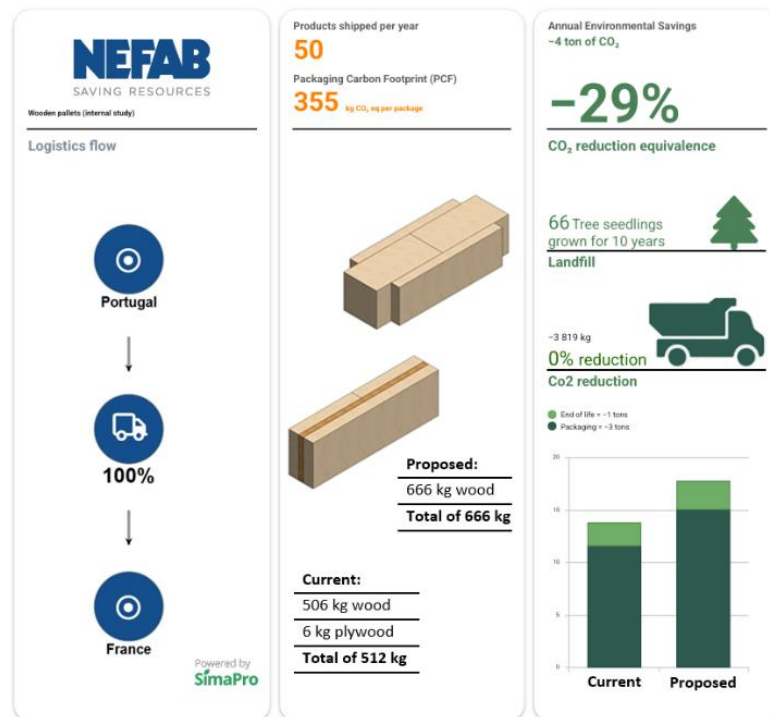 NEFAB
SAVING RESOURCES
Wooden pallets (internal study)
Logistics flow
Portugal
100%
France
Powered by
SimaPro
Products shipped per year
50
Packaging Carbon Footprint (PCF)
355 kg CO₂ eq per package
Proposed:
666 kg wood
Total of 666 kg
Current:
506 kg wood
6 kg plywood
Total of 512 kg
Annual Environmental Savings
−4 ton of CO₂
−29%
CO₂ reduction equivalence
66 Tree seedlings
grown for 10 years
Landfill
−3 819 kg
0% reduction
Co2 reduction
End of life = −1 tons
Packaging = −3 tons
20
15
10
5
0
Current Proposed